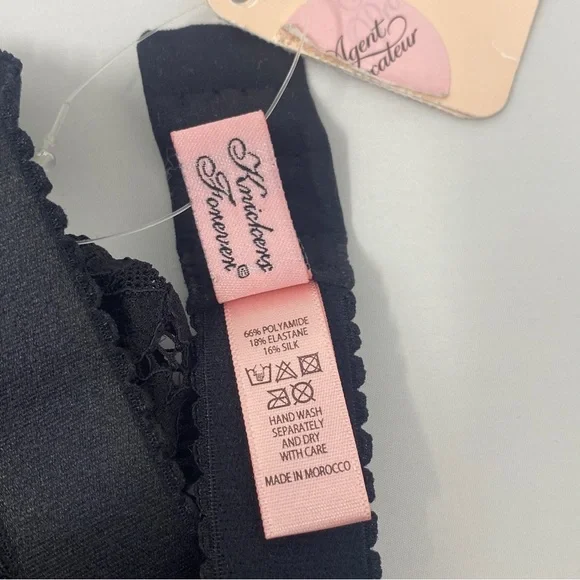 Agent
Knickers
Forever
66% POLYAMIDE
18% ELASTANE
16% SILK
HAND WASH
SEPARATELY
AND DRY
WITH CARE
MADE IN MOROCCO